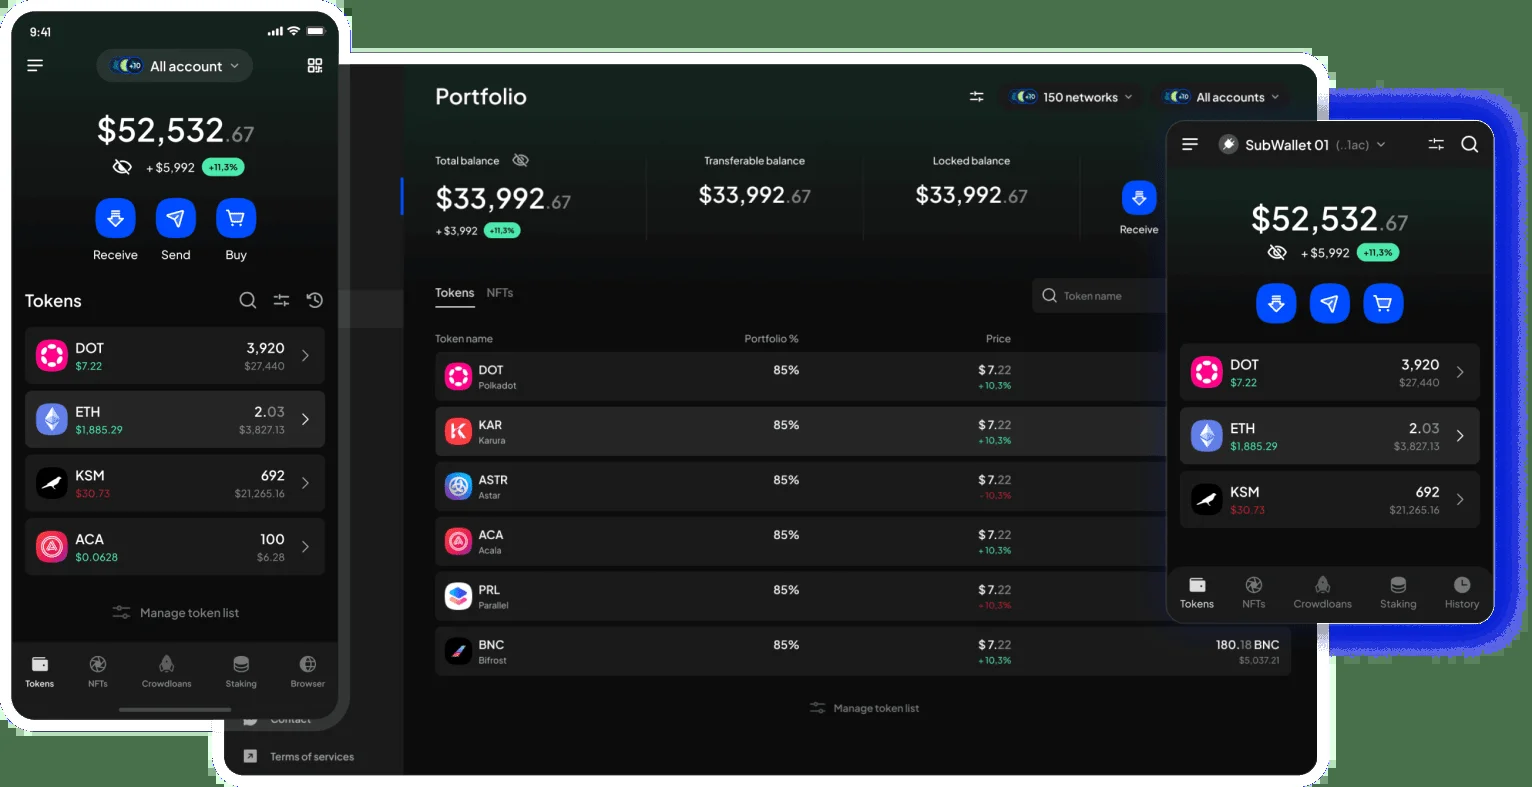 9:41
+10 All account
$52,532.67
+ $5,992 +11,3%
Receive Send Buy
Tokens
DOT 3,920
$7.22 $27,440
ETH 2.03
$1,885.29 $3,827.13
KSM 692
$30.73 $21,265.16
ACA 100
$0.0628 $6.28
Manage token list
Tokens NFTs Crowdloans Staking Browser
Contact
Terms of services
Portfolio
+10 150 networks +10 All accounts
Total balance Transferable balance Locked balance
$33,992.67 $33,992.67 $33,992.67
+ $3,992 +11,3%
Receive
Tokens NFTs
Token name
Token name Portfolio % Price
DOT 85% $ 7.22
Polkadot + 10,3%
KAR 85% $ 7.22
Karura + 10,3%
ASTR 85% $ 7.22
Astar - 10,3%
ACA 85% $ 7.22
Acala + 10,3%
PRL 85% $ 7.22
Parallel + 10,3%
BNC 85% $ 7.22 180.18 BNC
Bifrost + 10,3% $5,037.21
Manage token list
SubWallet 01 (..1ac)
$52,532.67
+ $5,992 +11,3%
DOT 3,920
$7.22 $27,440
ETH 2.03
$1,885.29 $3,827.13
KSM 692
$30.73 $21,265.16
Tokens NFTs Crowdloans Staking History